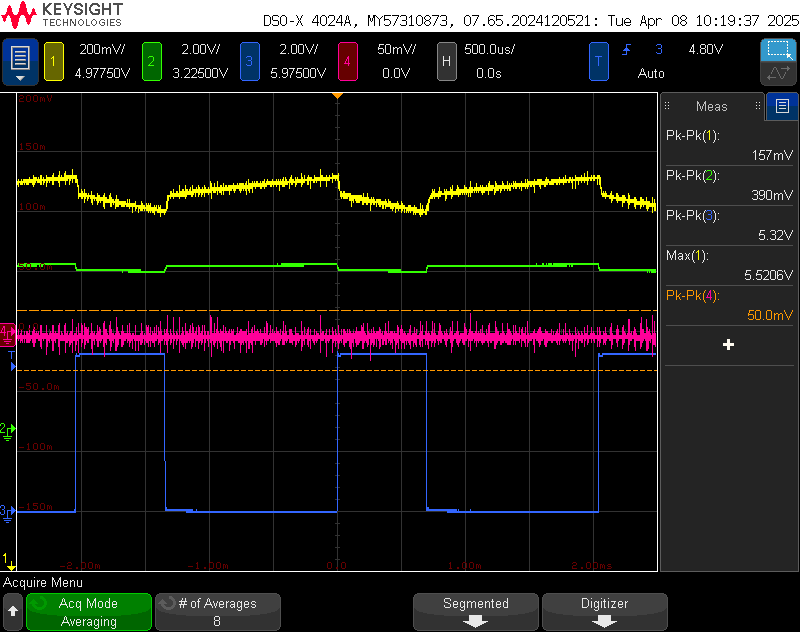 KEYSIGHT
TECHNOLOGIES
DSO-X 4024A, MY57310873, 07.65.2024120521: Tue Apr 08 10:19:37 2025
1 200mV/ 2 2.00V/ 3 2.00V/ 4 50mV/ H 500.0us/ T 3 4.80V
4.97750V 3.22500V 5.97500V 0.0V 0.0s Auto
200mV
150m
100m
50.0m
-50.0m
-100m
-150m
4
T
2
3
1
-2.00m -1.00m 0.0 1.00m 2.00m
Meas
Pk-Pk(1):
157mV
Pk-Pk(2):
390mV
Pk-Pk(3):
5.32V
Max(1):
5.5206V
Pk-Pk(4):
50.0mV
Acquire Menu
Acq Mode
Averaging
# of Averages
8
Segmented
Digitizer